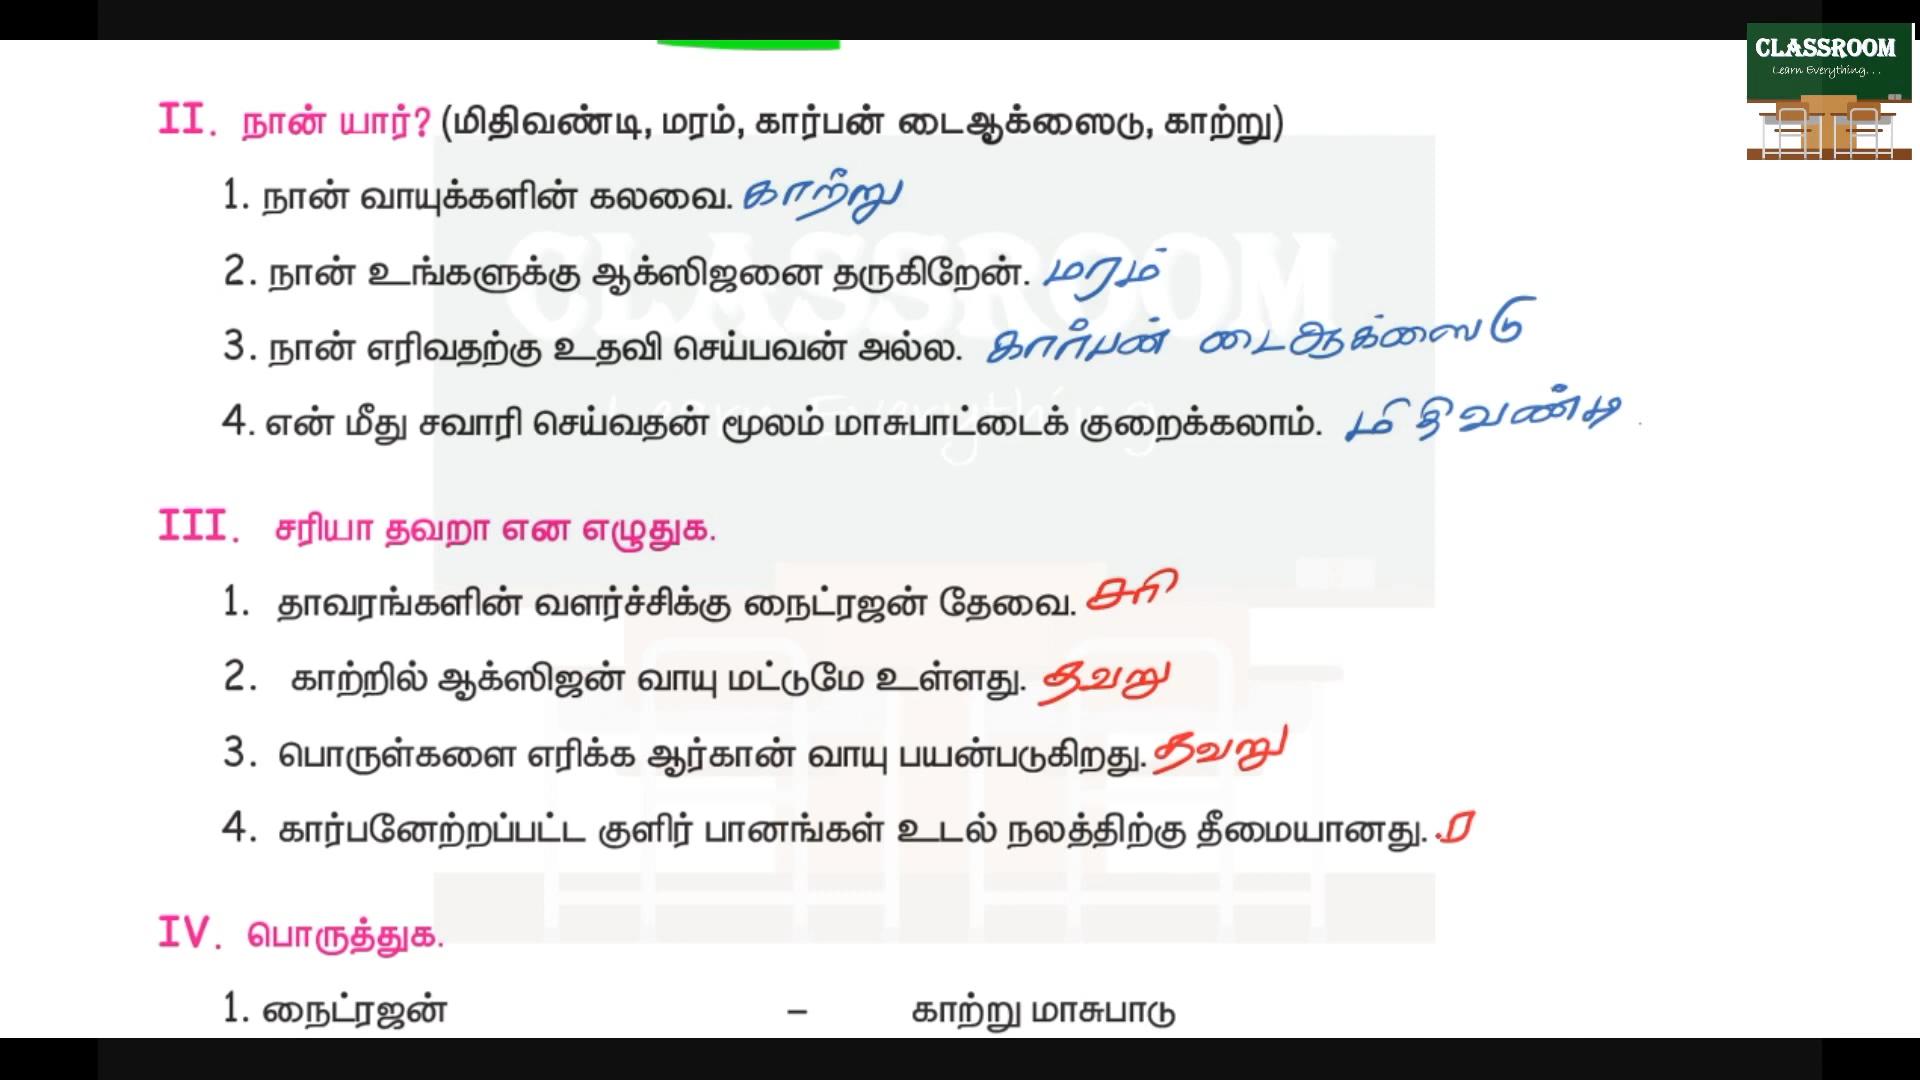 CLASSROOM
Learn Everything...
II. நான் யார்? (மிதிவண்டி, மரம், கார்பன் டைஆக்ஸைடு, காற்று)
1. நான் வாயுக்களின் கலவை. காற்று
2. நான் உங்களுக்கு ஆக்ஸிஜனை தருகிறேன். மரம்
3. நான் எரிவதற்கு உதவி செய்பவன் அல்ல. கார்பன் டைஆக்ஸைடு
4. என் மீது சவாரி செய்வதன் மூலம் மாசுபாட்டைக் குறைக்கலாம். மிதிவண்டி
III. சரியா தவறா என எழுதுக.
1. தாவரங்களின் வளர்ச்சிக்கு நைட்ரஜன் தேவை. சரி
2. காற்றில் ஆக்ஸிஜன் வாயு மட்டுமே உள்ளது. தவறு
3. பொருள்களை எரிக்க ஆர்கான் வாயு பயன்படுகிறது. தவறு
4. கார்பனேற்றப்பட்ட குளிர் பானங்கள் உடல் நலத்திற்கு தீமையானது.
IV. பொருத்துக.
1. நைட்ரஜன் – காற்று மாசுபாடு